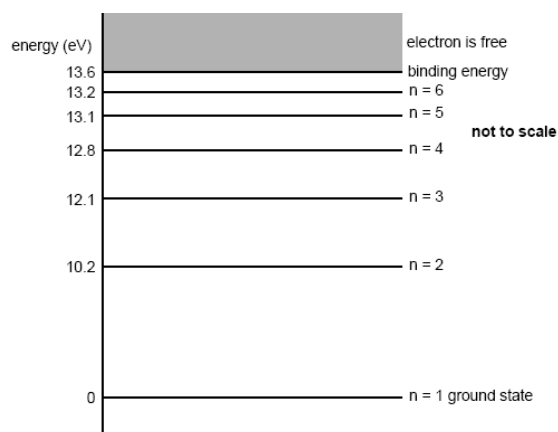 electron is free
energy (eV)
13.6 binding energy
13.2 n = 6
13.1 n = 5
not to scale
12.8 n = 4
12.1 n = 3
10.2 n = 2
0 n = 1 ground state